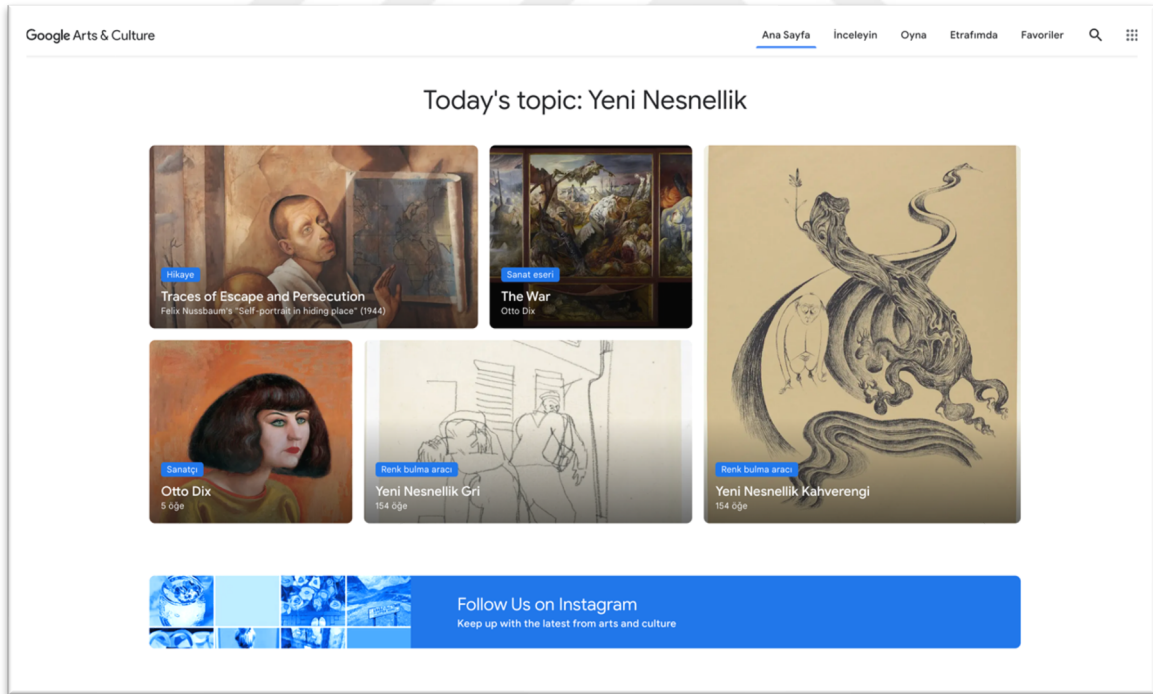 Google Arts & Culture
Ana Sayfa
İnceleyin
Oyna
Etrafımda
Favoriler
Today's topic: Yeni Nesnellik
Hikaye
Traces of Escape and Persecution
Felix Nussbaum's "Self-portrait in hiding place" (1944)
Sanat eseri
The War
Otto Dix
Sanatçı
Otto Dix
5 öğe
Renk bulma aracı
Yeni Nesnellik Gri
154 öğe
Renk bulma aracı
Yeni Nesnellik Kahverengi
154 öğe
Follow Us on Instagram
Keep up with the latest from arts and culture